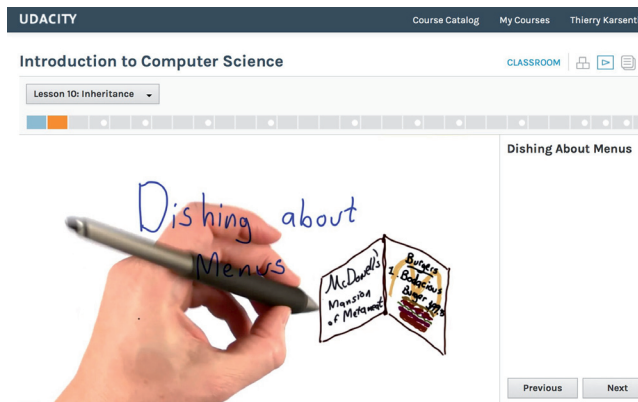 UDACITY
Course Catalog My Courses Thierry Karsent
Introduction to Computer Science
CLASSROOM
Lesson 10: Inheritance
Dishing About Menus
Dishing about
Menus
McDowell's
Mansion
of Metameat
Burgers
1. Bodacious
Burger
Previous Next